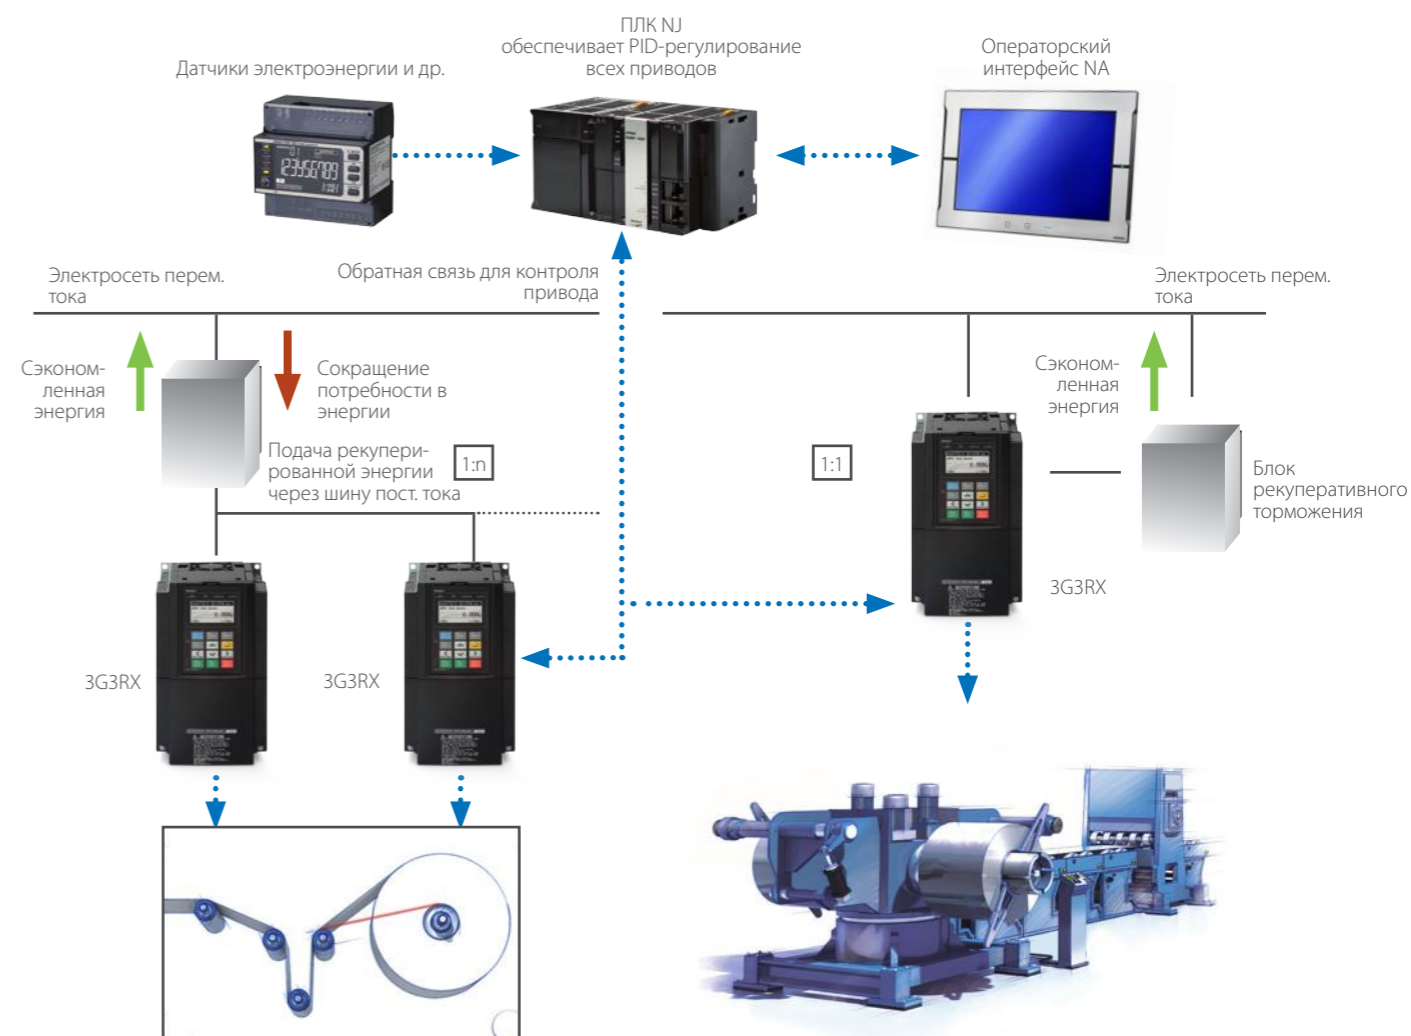 ПЛК NJ
обеспечивает PID-регулирование
всех приводов
Датчики электроэнергии и др.
Операторский
интерфейс NA
Электросеть перем.
тока
Обратная связь для контроля
привода
Электросеть перем.
тока
Сэконом-
ленная
энергия
Сокращение
потребности в
энергии
Подача рекупери-
рованной энергии
через шину пост. тока
1:n
1:1
Сэконом-
ленная
энергия
Блок
рекуперативного
торможения
3G3RX
3G3RX
3G3RX